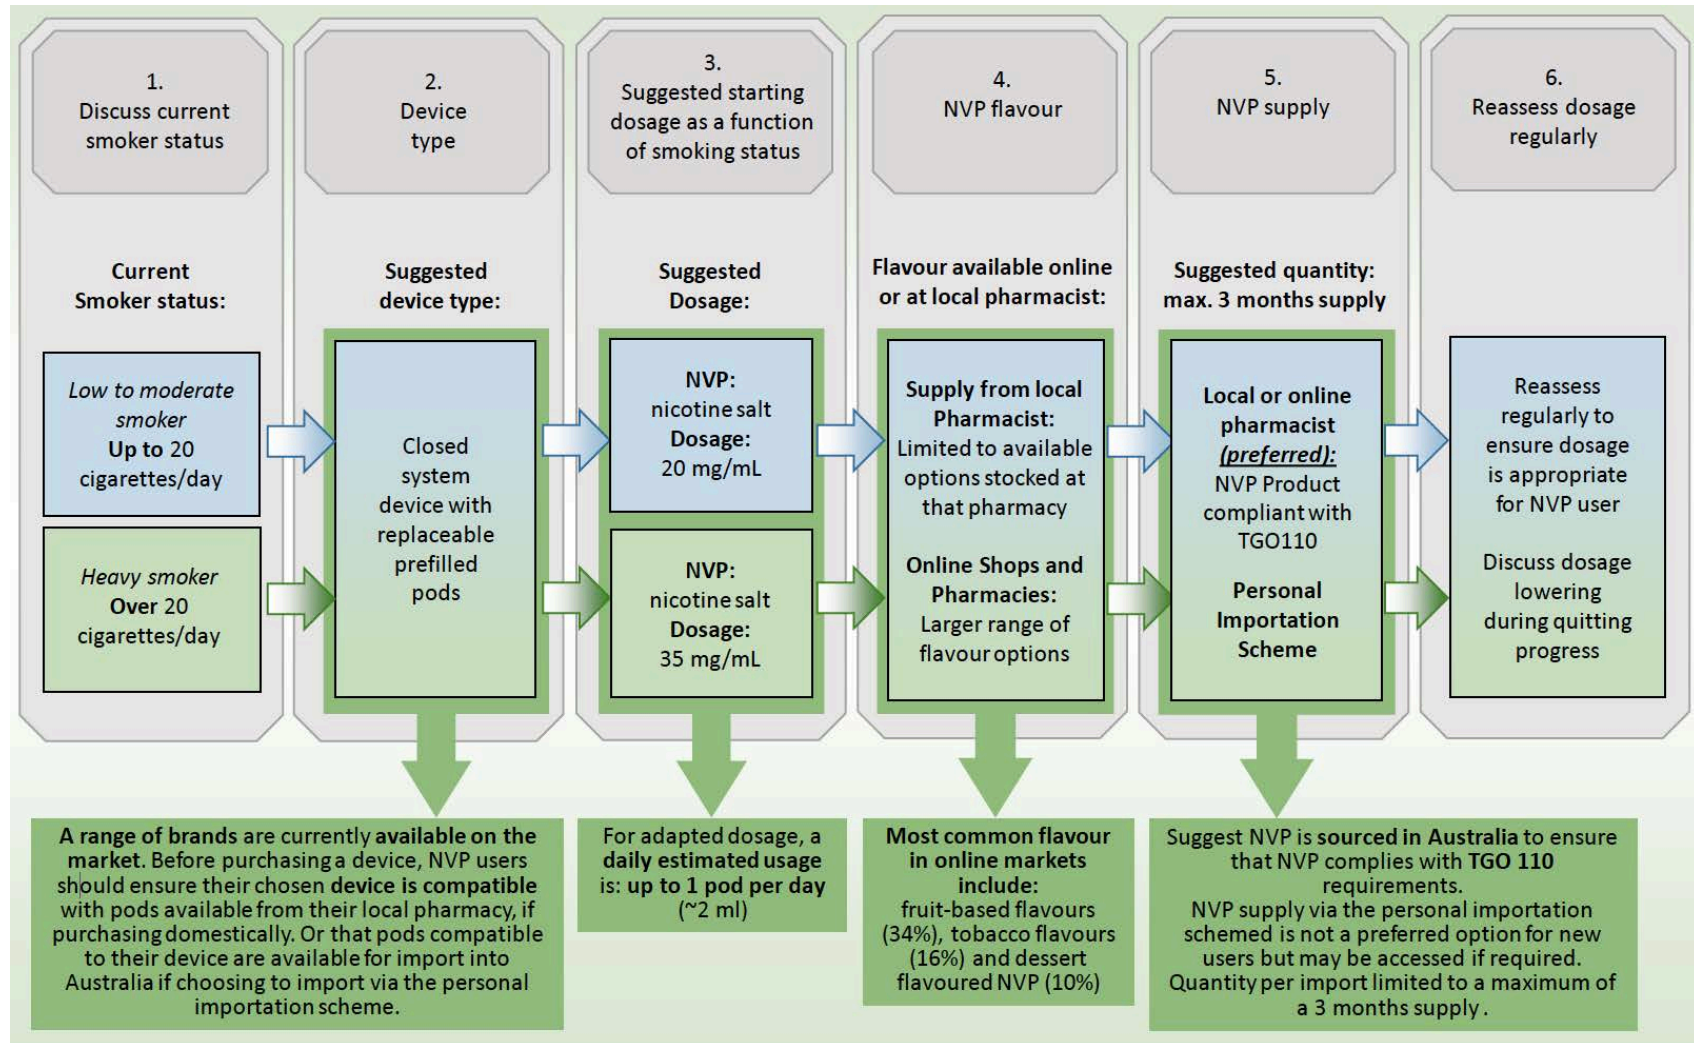 1.
Discuss current
smoker status
2.
Device
type
3.
Suggested starting
dosage as a function
of smoking status
4.
NVP flavour
5.
NVP supply
6.
Reassess dosage
regularly
Current
Smoker status:
Suggested
device type:
Suggested
Dosage:
Flavour available online
or at local pharmacist:
Suggested quantity:
max. 3 months supply
Low to moderate
smoker
Up to 20
cigarettes/day
Heavy smoker
Over 20
cigarettes/day
Closed
system
device with
replaceable
prefilled
pods
NVP:
nicotine salt
Dosage:
20 mg/mL
NVP:
nicotine salt
Dosage:
35 mg/mL
Supply from local
Pharmacist:
Limited to available
options stocked at
that pharmacy
Online Shops and
Pharmacies:
Larger range of
flavour options
Local or online
pharmacist
(preferred):
NVP Product
compliant with
TGO110
Personal
Importation
Scheme
Reassess
regularly to
ensure dosage
is appropriate
for NVP user
Discuss dosage
lowering
during quitting
progress
A range of brands are currently available on the
market. Before purchasing a device, NVP users
should ensure their chosen device is compatible
with pods available from their local pharmacy, if
purchasing domestically. Or that pods compatible
to their device are available for import into
Australia if choosing to import via the personal
importation scheme.
For adapted dosage, a
daily estimated usage
is: up to 1 pod per day
(~2 ml)
Most common flavour
in online markets
include:
fruit-based flavours
(34%), tobacco flavours
(16%) and dessert
flavoured NVP (10%)
Suggest NVP is sourced in Australia to ensure
that NVP complies with TGO 110
requirements.
NVP supply via the personal importation
schemed is not a preferred option for new
users but may be accessed if required.
Quantity per import limited to a maximum of
a 3 months supply .